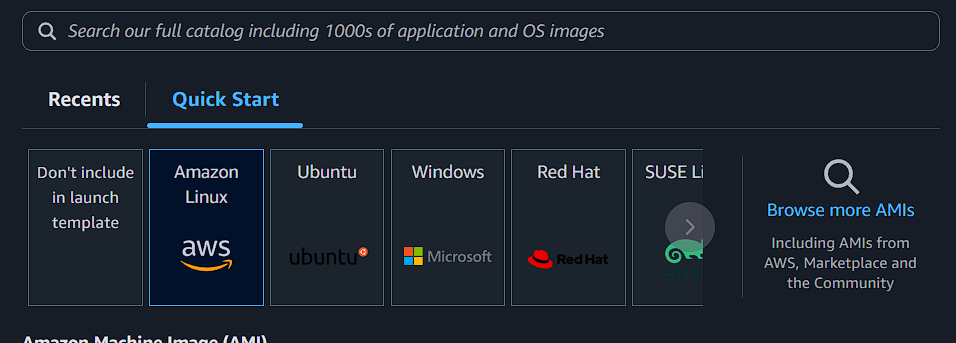 Search our full catalog including 1000s of application and OS images
Recents
Quick Start
Don't include
in launch
template
Amazon
Linux
aws
Ubuntu
ubuntu
Windows
Microsoft
Red Hat
Red Hat
SUSE Li
Browse more AMIs
Including AMIs from
AWS, Marketplace and
the Community
Amazon Machine Image (AMI)